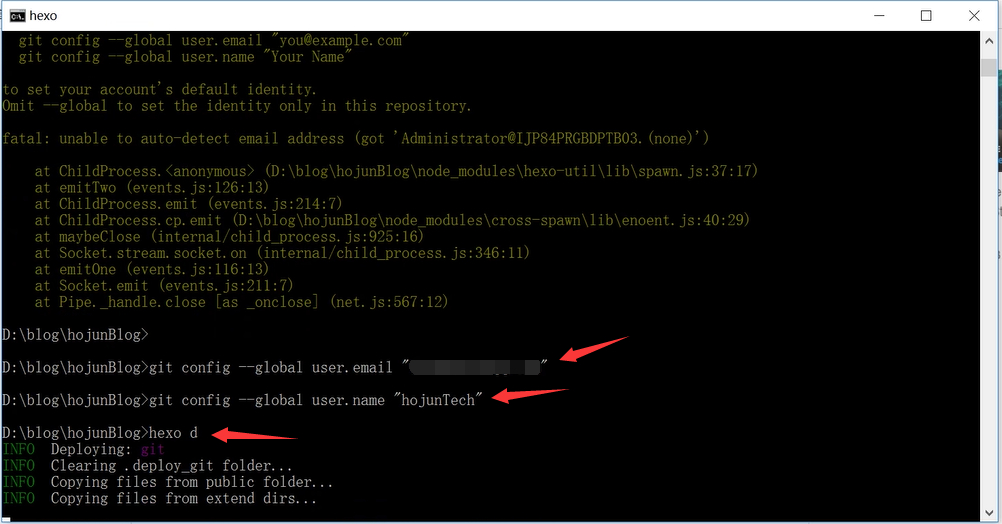 hexo
git config --global user.email "you@example.com"
git config --global user.name "Your Name"
to set your account's default identity.
Omit --global to set the identity only in this repository.
fatal: unable to auto-detect email address (got 'Administrator@IJP84PRGBDPTB03.(none)')
at ChildProcess.<anonymous> (D:\blog\hojunBlog\node_modules\hexo-util\lib\spawn.js:37:17)
at emitTwo (events.js:126:13)
at ChildProcess.emit (events.js:214:7)
at ChildProcess.cp.emit (D:\blog\hojunBlog\node_modules\cross-spawn\lib\enoent.js:40:29)
at maybeClose (internal/child_process.js:925:16)
at Socket.stream.socket.on (internal/child_process.js:346:11)
at emitOne (events.js:116:13)
at Socket.emit (events.js:211:7)
at Pipe._handle.close [as _onclose] (net.js:567:12)
D:\blog\hojunBlog>
D:\blog\hojunBlog>git config --global user.email ""
D:\blog\hojunBlog>git config --global user.name "hojunTech"
D:\blog\hojunBlog>hexo d
INFO  Deploying: git
INFO  Clearing .deploy_git folder...
INFO  Copying files from public folder...
INFO  Copying files from extend dirs...